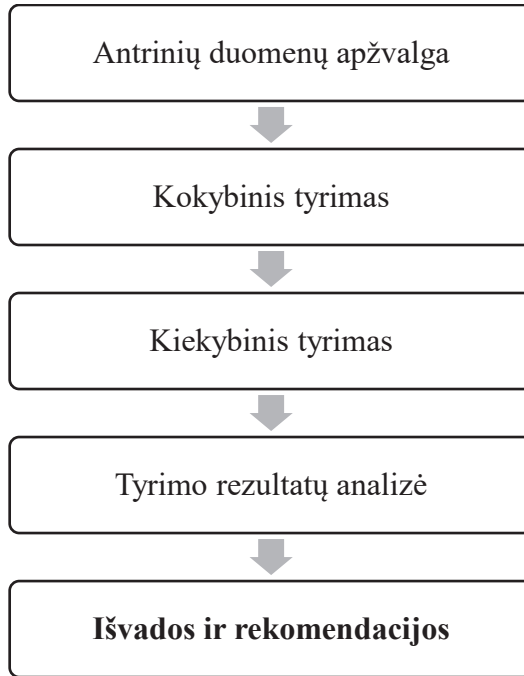 Antrinių duomenų apžvalga
Kokybinis tyrimas
Kiekybinis tyrimas
Tyrimo rezultatų analizė
Išvados ir rekomendacijos